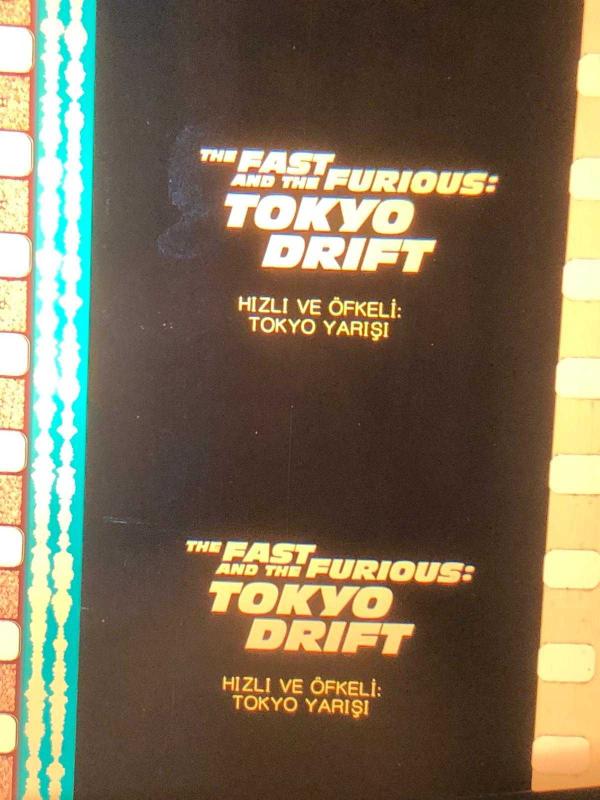 THE FAST
AND THE FURIOUS:
TOKYO
DRIFT
HIZLI VE ÖFKELİ:
TOKYO YARIŞI
THE FAST
AND THE FURIOUS:
TOKYO
DRIFT
HIZLI VE ÖFKELİ:
TOKYO YARIŞI